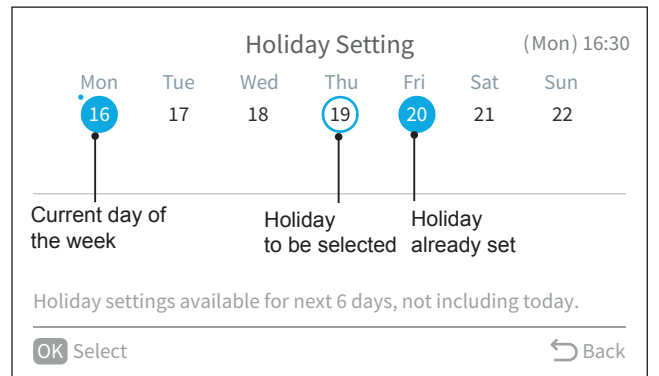 Holiday Setting (Mon) 16:30
Mon Tue Wed Thu Fri Sat Sun
16 17 18 19 20 21 22
Current day of
the week
Holiday
to be selected
Holiday
already set
Holiday settings available for next 6 days, not including today.
OK Select Back